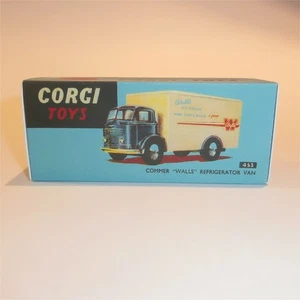 CORGI
TOYS
Walls
453
COMMER "WALLS" REFRIGERATOR VAN